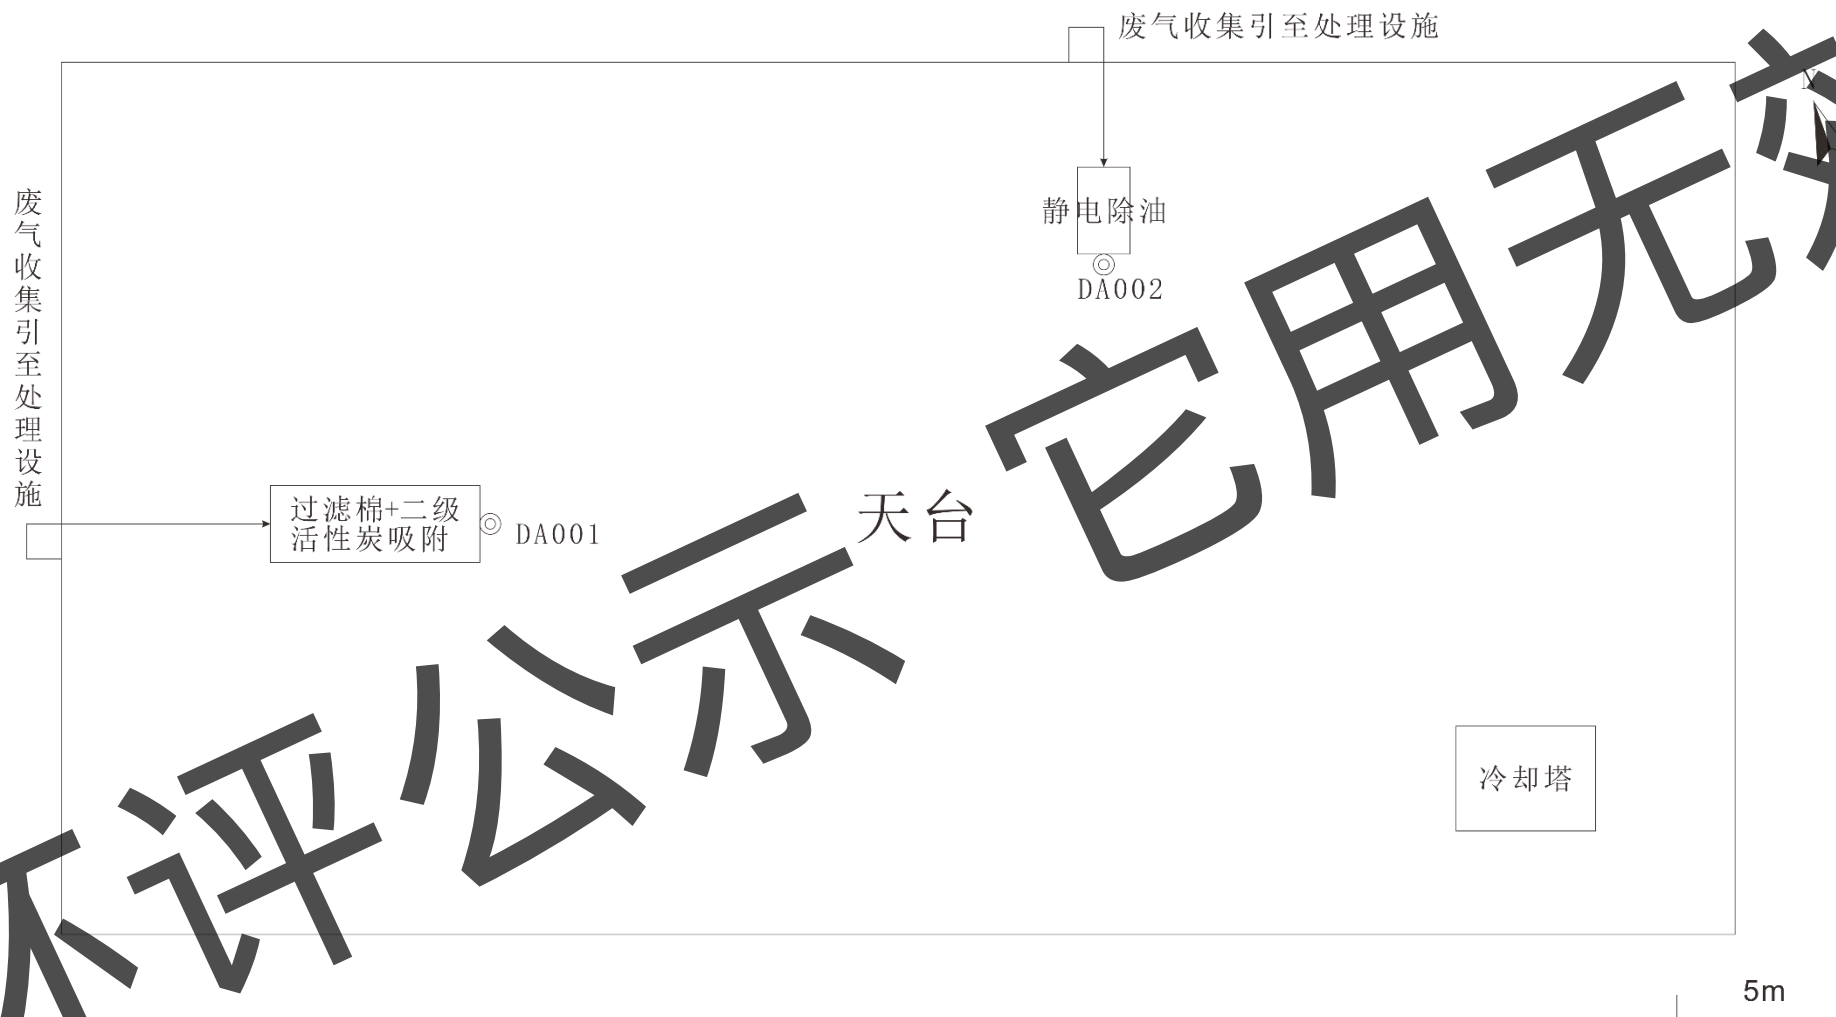 废气收集引至处理设施
N
废气收集引至处理设施
静电除油
DA002
过滤棉+二级
活性炭吸附
DA001
天台
冷却塔
5m
环评公示 它用无效